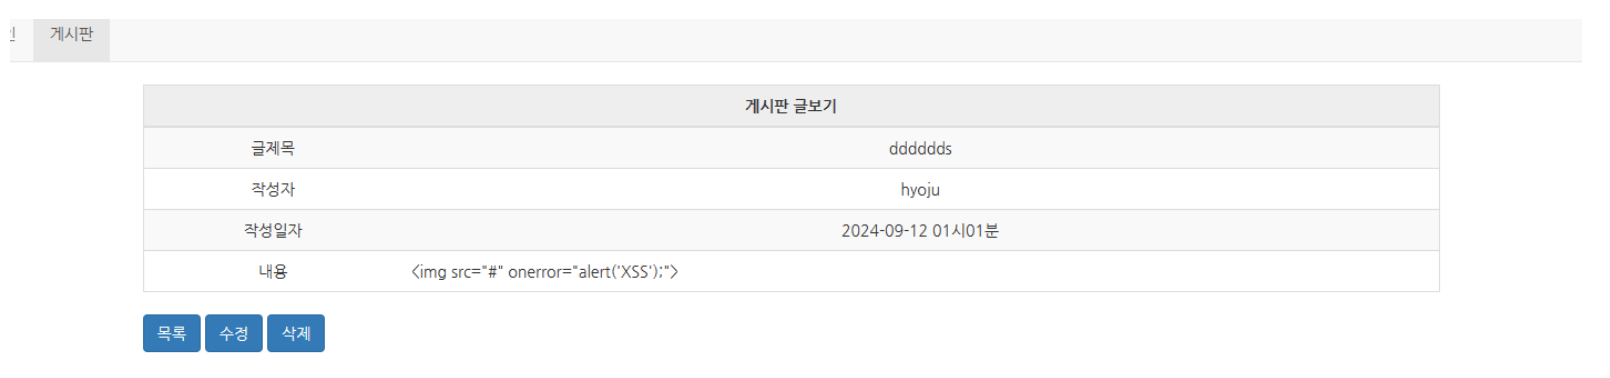 게시판
게시판 글보기
글제목 ddddddds
작성자 hyoju
작성일자 2024-09-12 01시01분
내용 <img src="#" onerror="alert('XSS');">
목록 수정 삭제